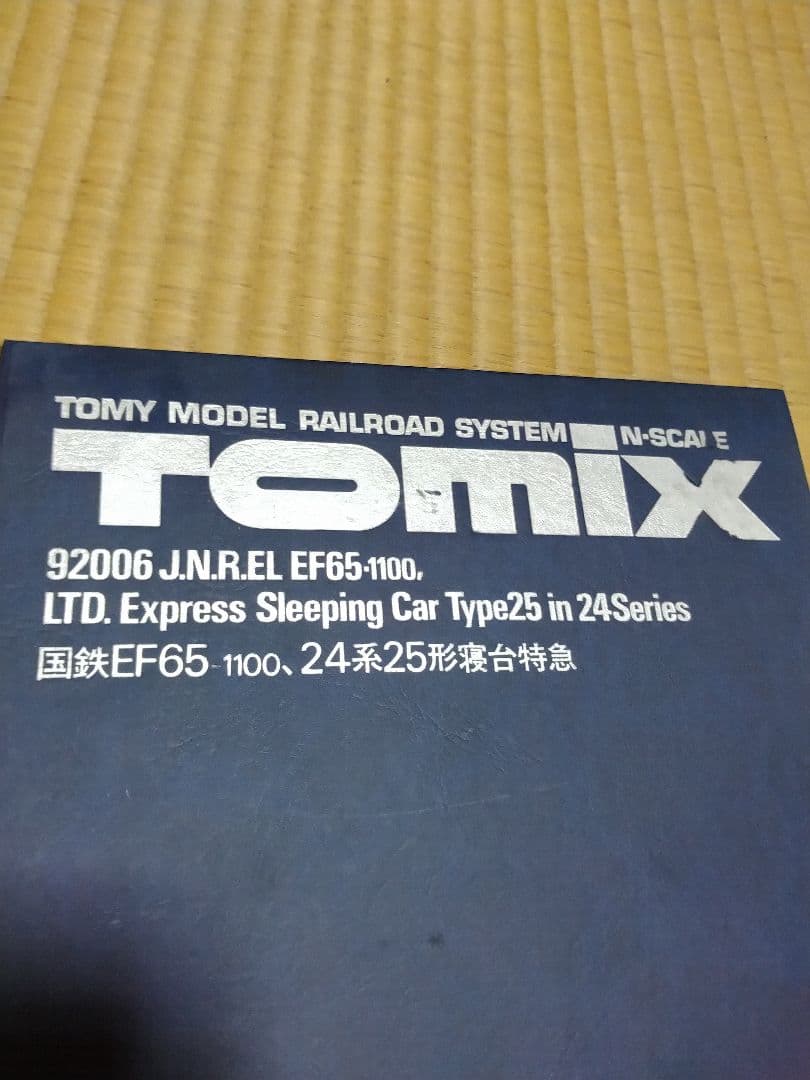 TOMY MODEL RAILROAD SYSTEM N-SCALE
TOMIX
92006 J.N.R.EL EF65-1100,
LTD. Express Sleeping Car Type25 in 24Series
国鉄EF65-1100、24系25形寝台特急